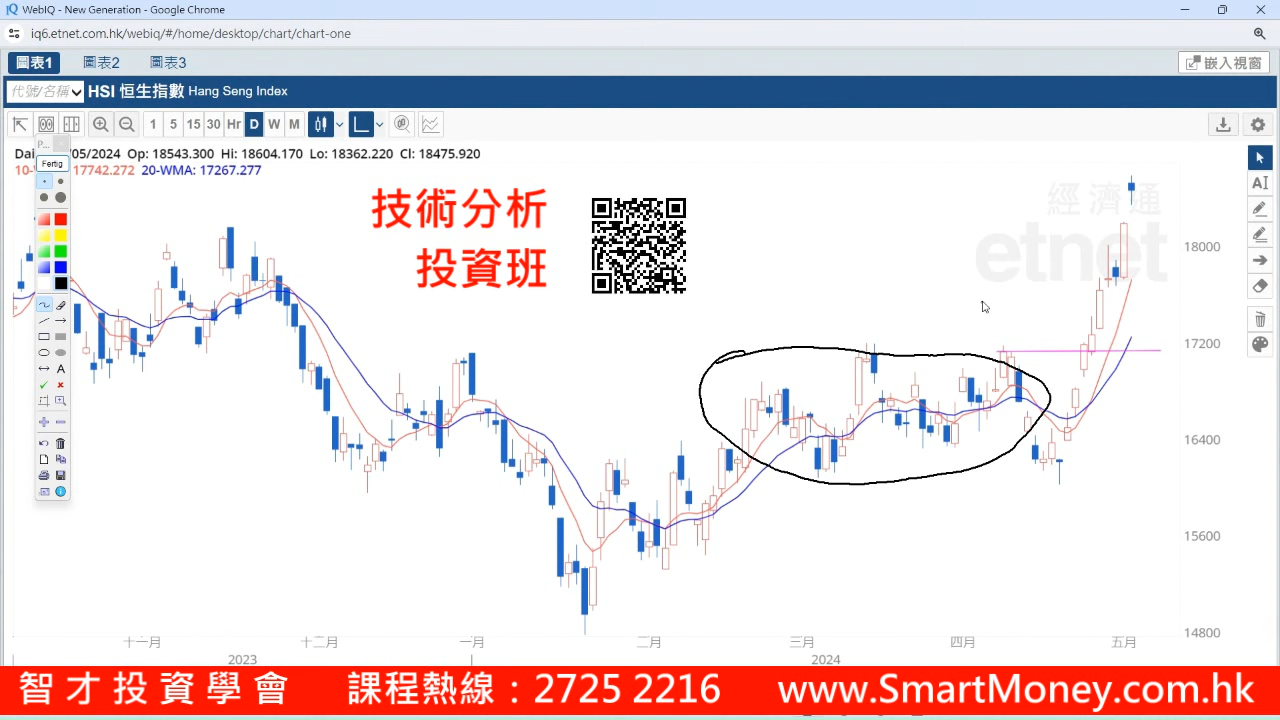 WebIQ - New Generation - Google Chrome
iq6.etnet.com.hk/webiq/#/home/desktop/chart/chart-one
圖表1 圖表2 圖表3 嵌入視窗
代號/名稱 HSI 恒生指數 Hang Seng Index
1 5 15 30 Hr D W M
P...
Fertig
Dai /05/2024 Op: 18543.300 Hi: 18604.170 Lo: 18362.220 Cl: 18475.920
10- 17742.272 20-WMA: 17267.277
技術分析
投資班
經濟通
etnet
18000
17200
16400
15600
14800
十一月 十二月 一月 二月 三月 四月 五月
2023 2024
智才投資學會 課程熱線：2725 2216 www.SmartMoney.com.hk